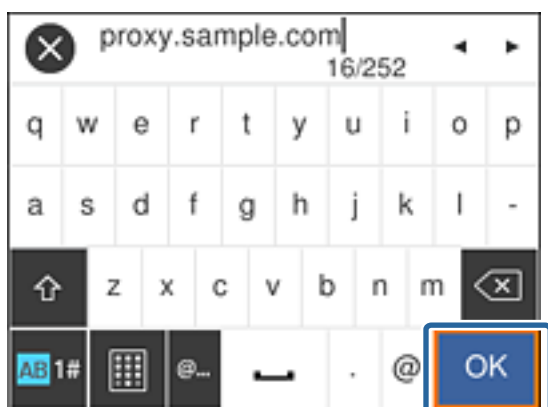 proxy.sample.com
16/252
q w e r t y u i o p
a s d f g h j k l -
z x c v b n m
AB 1# @... . @ OK